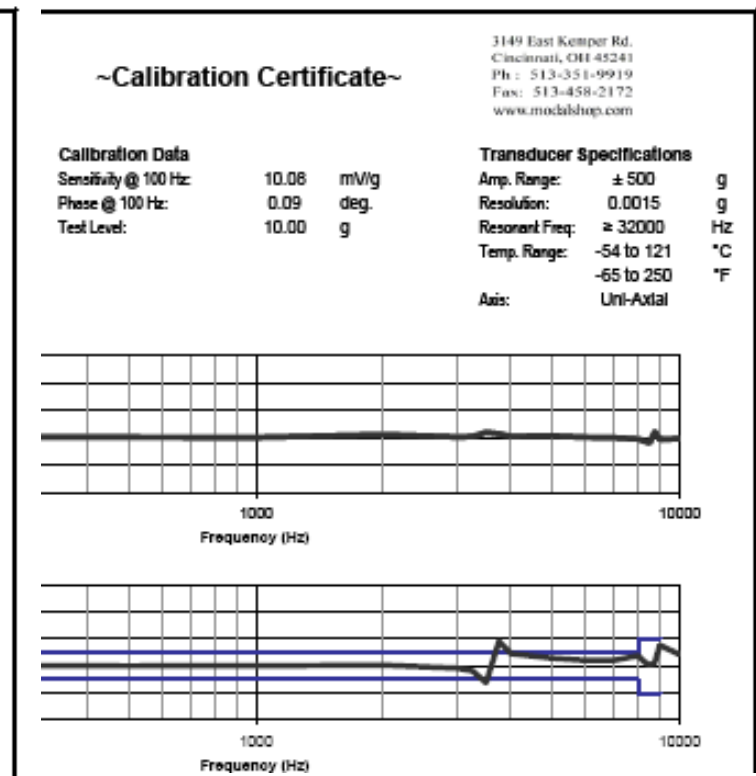 3149 East Kemper Rd.
Cincinnati, OH 45241
Ph : 513-351-9919
Fax: 513-458-2172
www.modalshop.com
~Calibration Certificate~
Calibration Data
Sensitivity @ 100 Hz: 10.08 mV/g
Phase @ 100 Hz: 0.09 deg.
Test Level: 10.00 g
Transducer Specifications
Amp. Range: ± 500 g
Resolution: 0.0015 g
Resonant Freq: ≥ 32000 Hz
Temp. Range: -54 to 121 °C
-65 to 250 °F
Axis: Uni-Axial
1000 10000
Frequency (Hz)
1000 10000
Frequency (Hz)